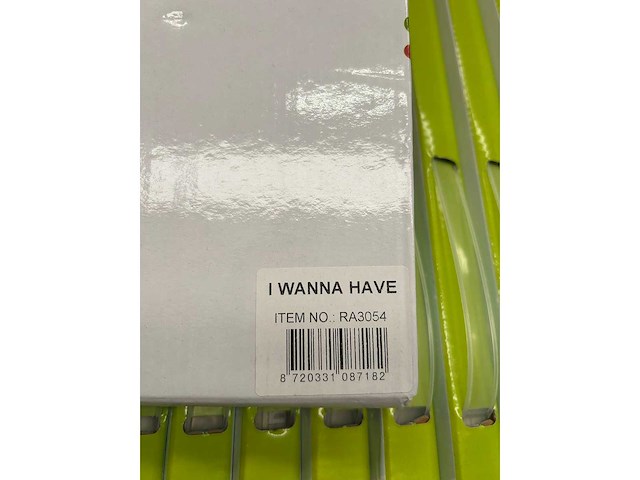 I WANNA HAVE
ITEM NO.: RA3054
8 720331 087182